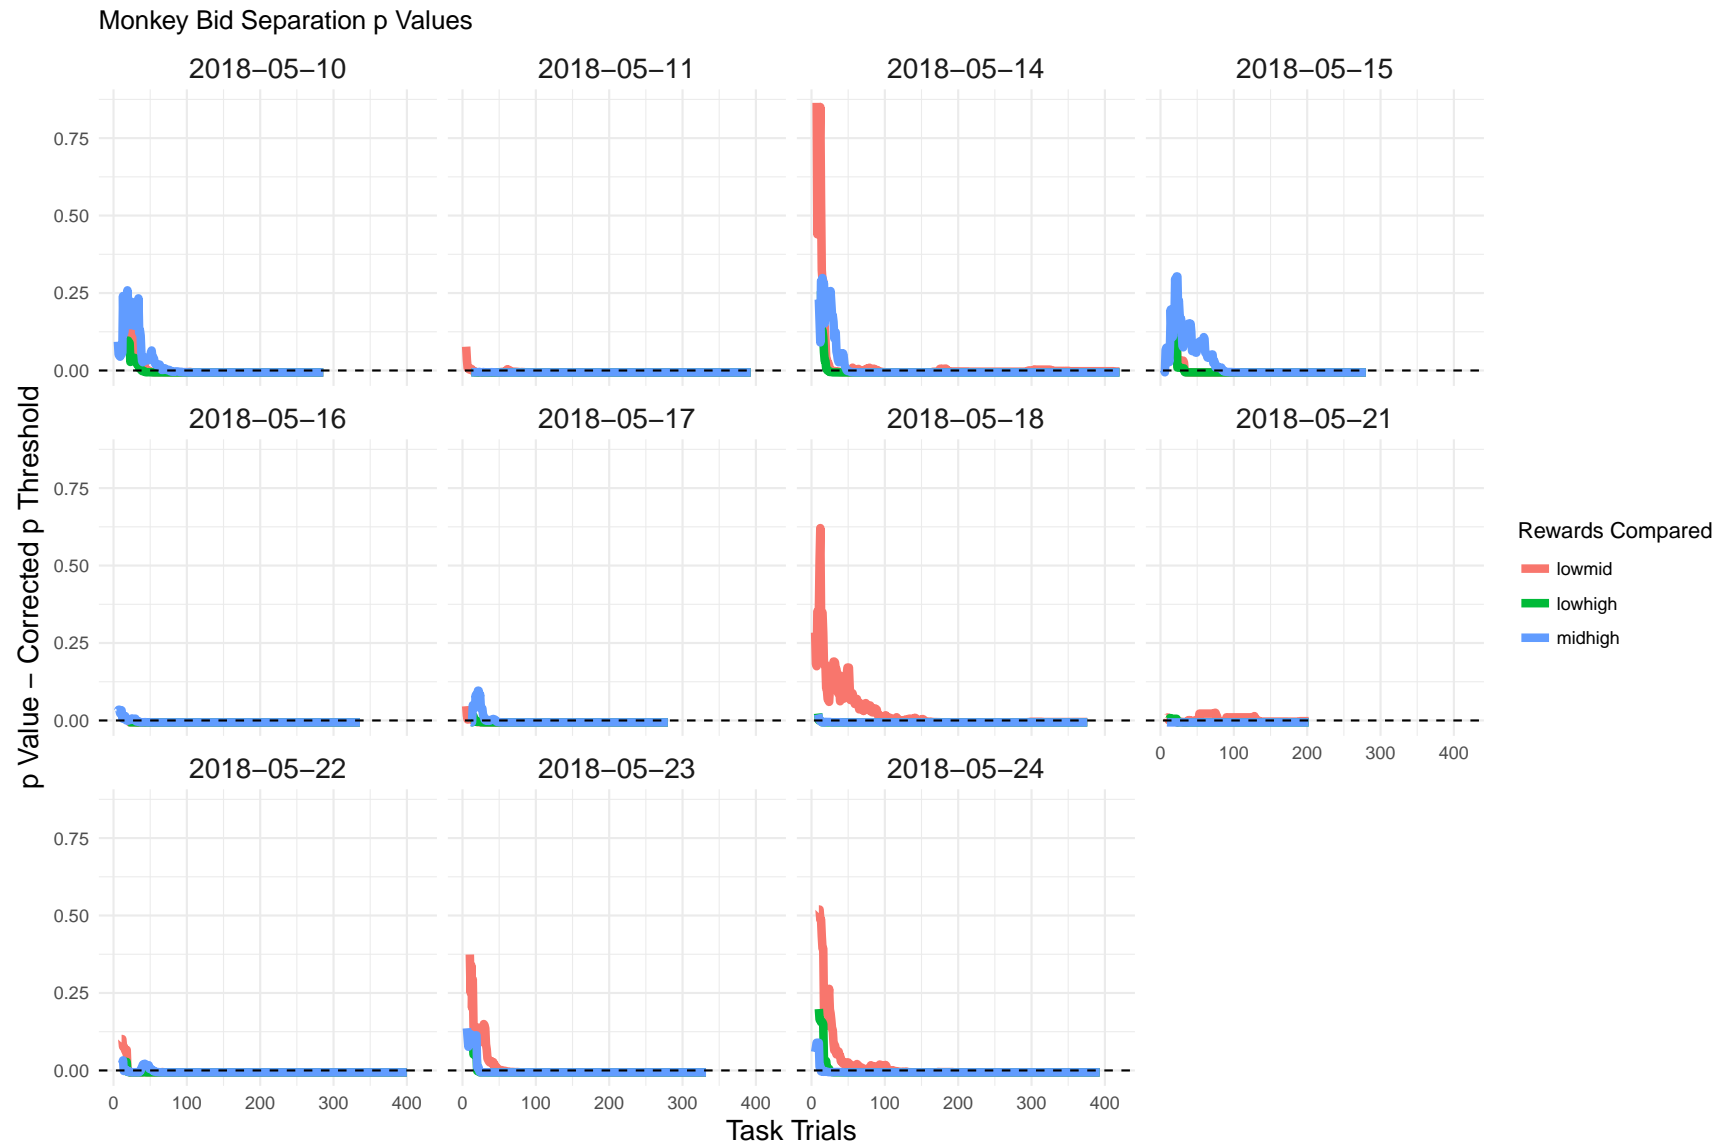 Monkey Bid Separation p Values
2018−05−10 2018−05−11 2018−05−14 2018−05−15
0.75
0.50
0.25
0.00
2018−05−16 2018−05−17 2018−05−18 2018−05−21
0.75
0.50
0.25
0.00
0 100 200 300 400
2018−05−22 2018−05−23 2018−05−24
0.75
0.50
0.25
0.00
0 100 200 300 400 0 100 200 300 400 0 100 200 300 400
Task Trials
p Value − Corrected p Threshold
Rewards Compared
lowmid
lowhigh
midhigh